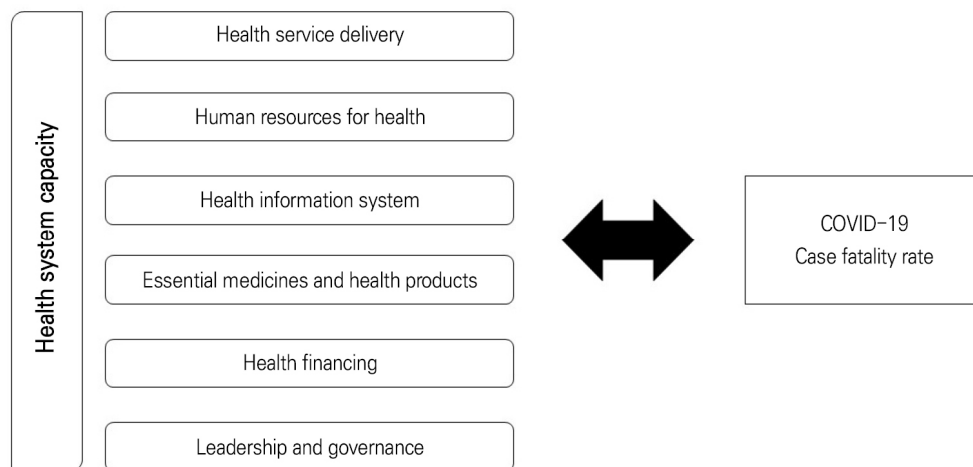 Health system capacity
Health service delivery
Human resources for health
Health information system
Essential medicines and health products
Health financing
Leadership and governance
COVID-19
Case fatality rate